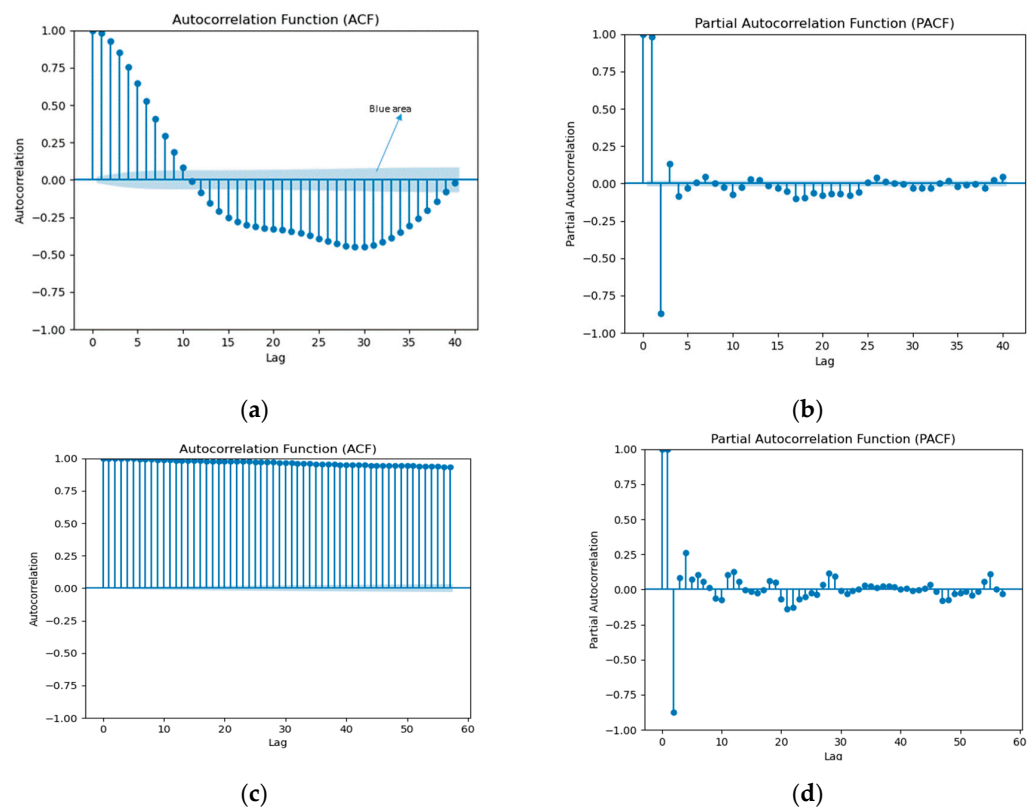 Autocorrelation Function (ACF)
1.00
0.75
0.50
0.25
0.00
−0.25
−0.50
−0.75
−1.00
Autocorrelation
Blue area
0 5 10 15 20 25 30 35 40
Lag
(a)
Partial Autocorrelation Function (PACF)
1.00
0.75
0.50
0.25
0.00
−0.25
−0.50
−0.75
−1.00
Partial Autocorrelation
0 5 10 15 20 25 30 35 40
Lag
(b)
Autocorrelation Function (ACF)
1.00
0.75
0.50
0.25
0.00
−0.25
−0.50
−0.75
−1.00
Autocorrelation
0 10 20 30 40 50 60
Lag
(c)
Partial Autocorrelation Function (PACF)
1.00
0.75
0.50
0.25
0.00
−0.25
−0.50
−0.75
−1.00
Partial Autocorrelation
0 10 20 30 40 50 60
Lag
(d)